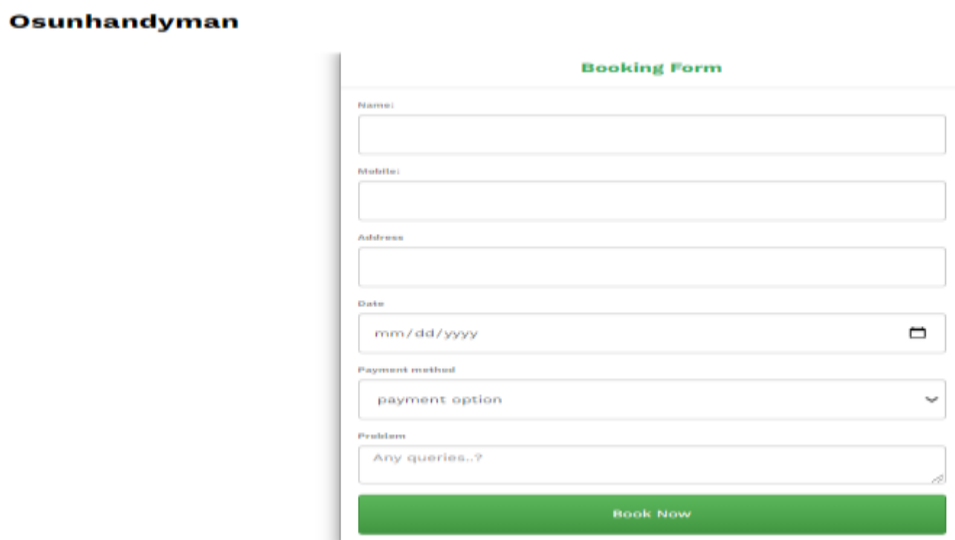 Osunhandyman
Booking Form
Name:
Mobile:
Address
Date
mm/dd/yyyy
Payment method
payment option
Problem
Any queries..?
Book Now